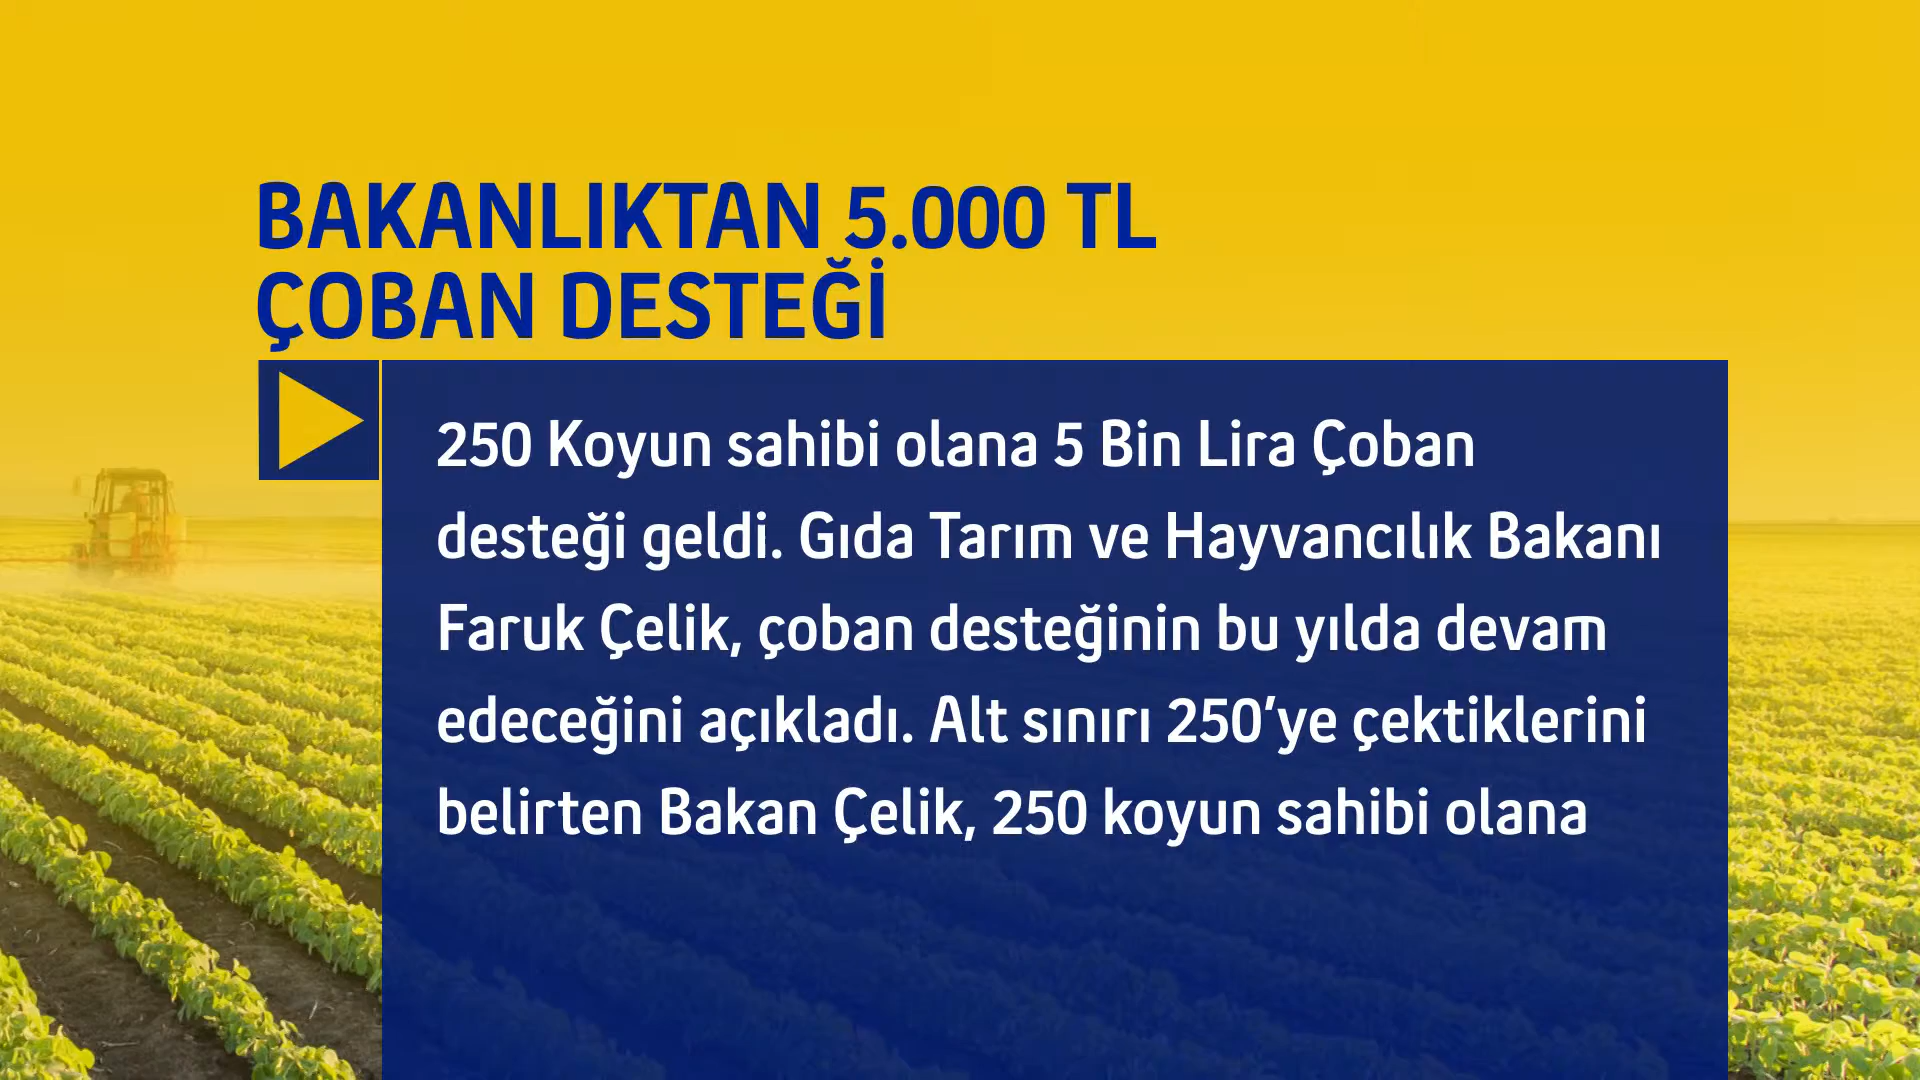 BAKANLIKTAN 5.000 TL
ÇOBAN DESTEĞİ
250 Koyun sahibi olana 5 Bin Lira Çoban
desteği geldi. Gıda Tarım ve Hayvancılık Bakanı
Faruk Çelik, çoban desteğinin bu yılda devam
edeceğini açıkladı. Alt sınırı 250'ye çektiklerini
belirten Bakan Çelik, 250 koyun sahibi olana